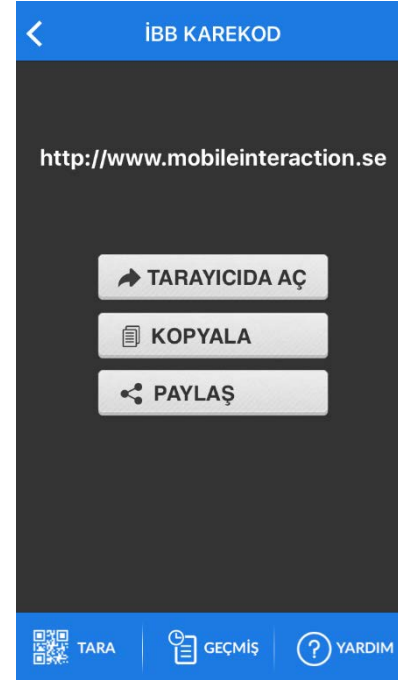 İBB KAREKOD
http://www.mobileinteraction.se
TARAYICIDA AÇ
KOPYALA
PAYLAŞ
TARA
GEÇMİŞ
YARDIM